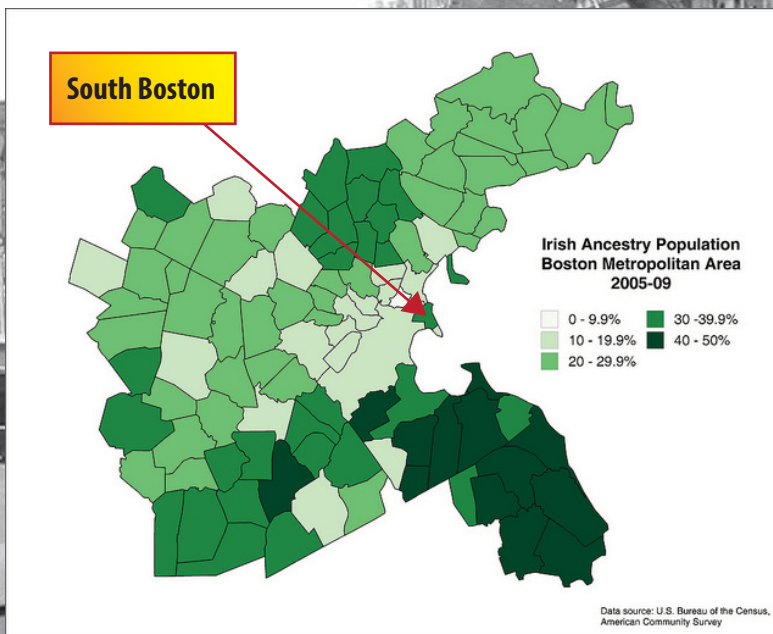 South Boston
Irish Ancestry Population
Boston Metropolitan Area
2005-09
0 - 9.9%
10 - 19.9%
20 - 29.9%
30 -39.9%
40 - 50%
Data source: U.S. Bureau of the Census,
American Community Survey